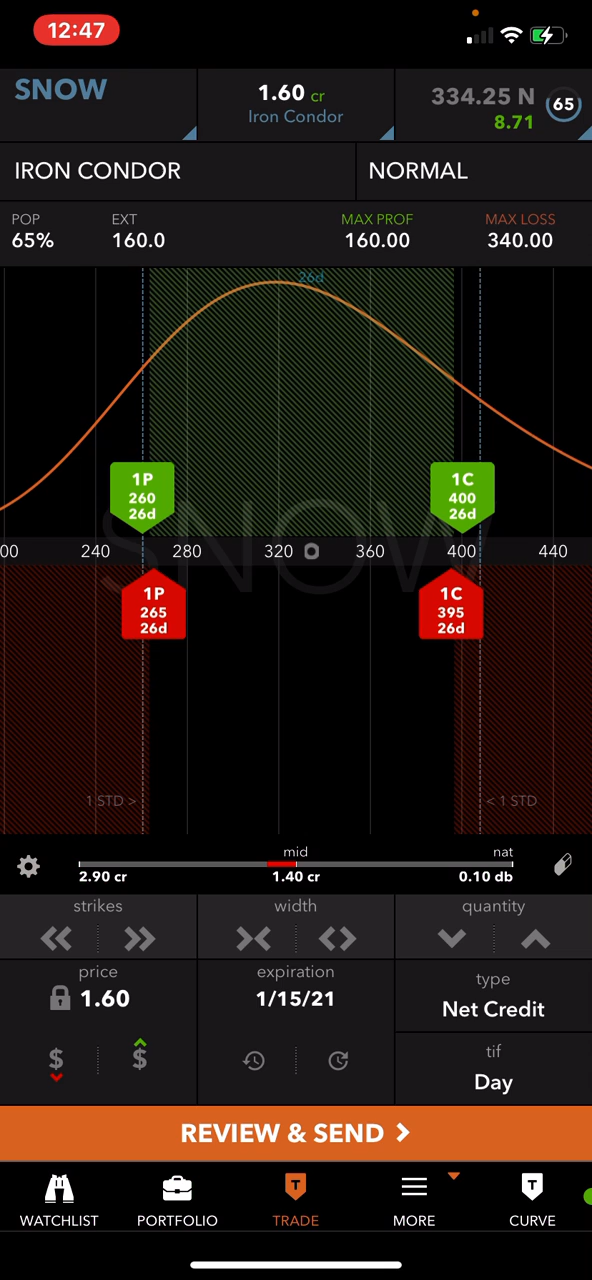 12:47
SNOW
1.60 cr
Iron Condor
334.25 N
8.71
65
IRON CONDOR
NORMAL
POP
65%
EXT
160.0
MAX PROF
160.00
MAX LOSS
340.00
26d
1P
260
26d
1C
400
26d
SNOW
00 240 280 320 360 400 440
1P
265
26d
1C
395
26d
1 STD >
< 1 STD
mid
nat
2.90 cr
1.40 cr
0.10 db
strikes
width
quantity
price
1.60
expiration
1/15/21
type
Net Credit
$
$
tif
Day
REVIEW & SEND >
T
T
WATCHLIST
PORTFOLIO
TRADE
MORE
CURVE